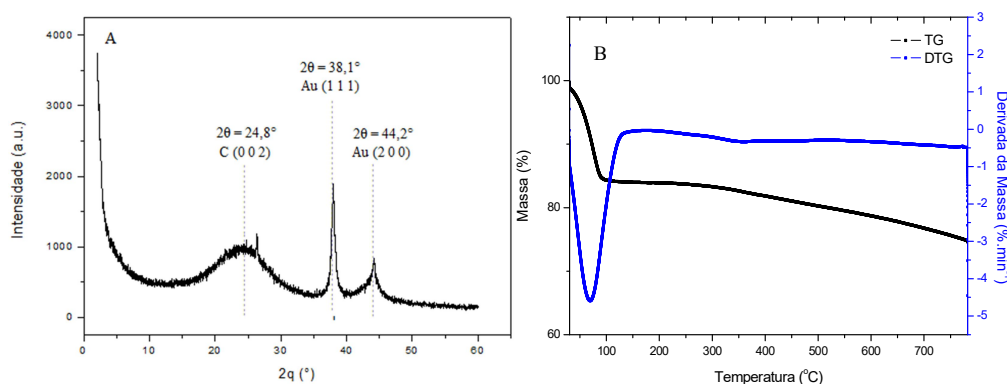 A
4000
3000
2000
1000
0
Intensidade (a.u.)
2θ = 38,1°
Au (1 1 1)
2θ = 24,8°
C (0 0 2)
2θ = 44,2°
Au (2 0 0)
0 10 20 30 40 50 60
2q (°)
B
TG
DTG
100
80
60
Massa (%)
3
2
1
0
-1
-2
-3
-4
-5
Derivada da Massa (%.min⁻¹)
100 200 300 400 500 600 700
Temperatura (°C)